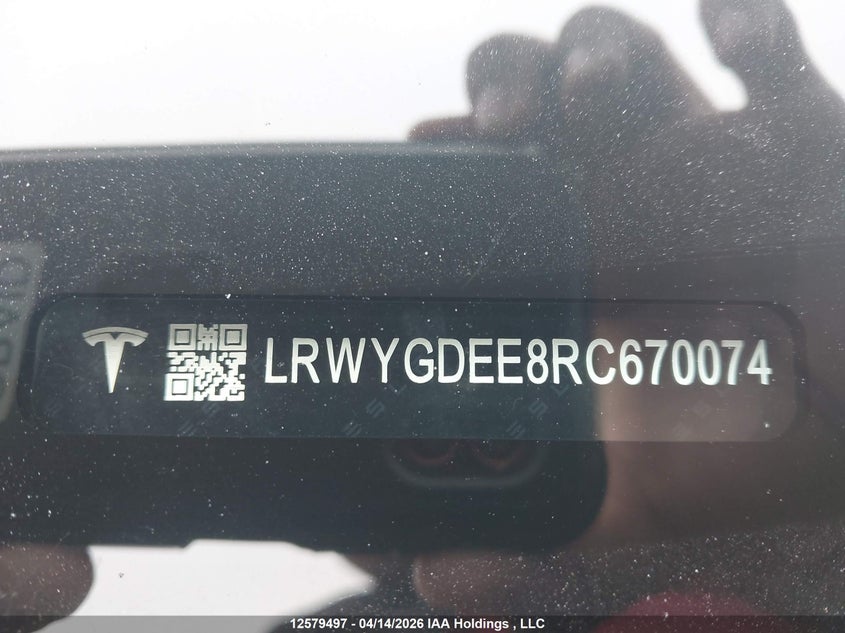 LRWYGDEE8RC670074
12579497 - 04/14/2026 IAA Holdings , LLC